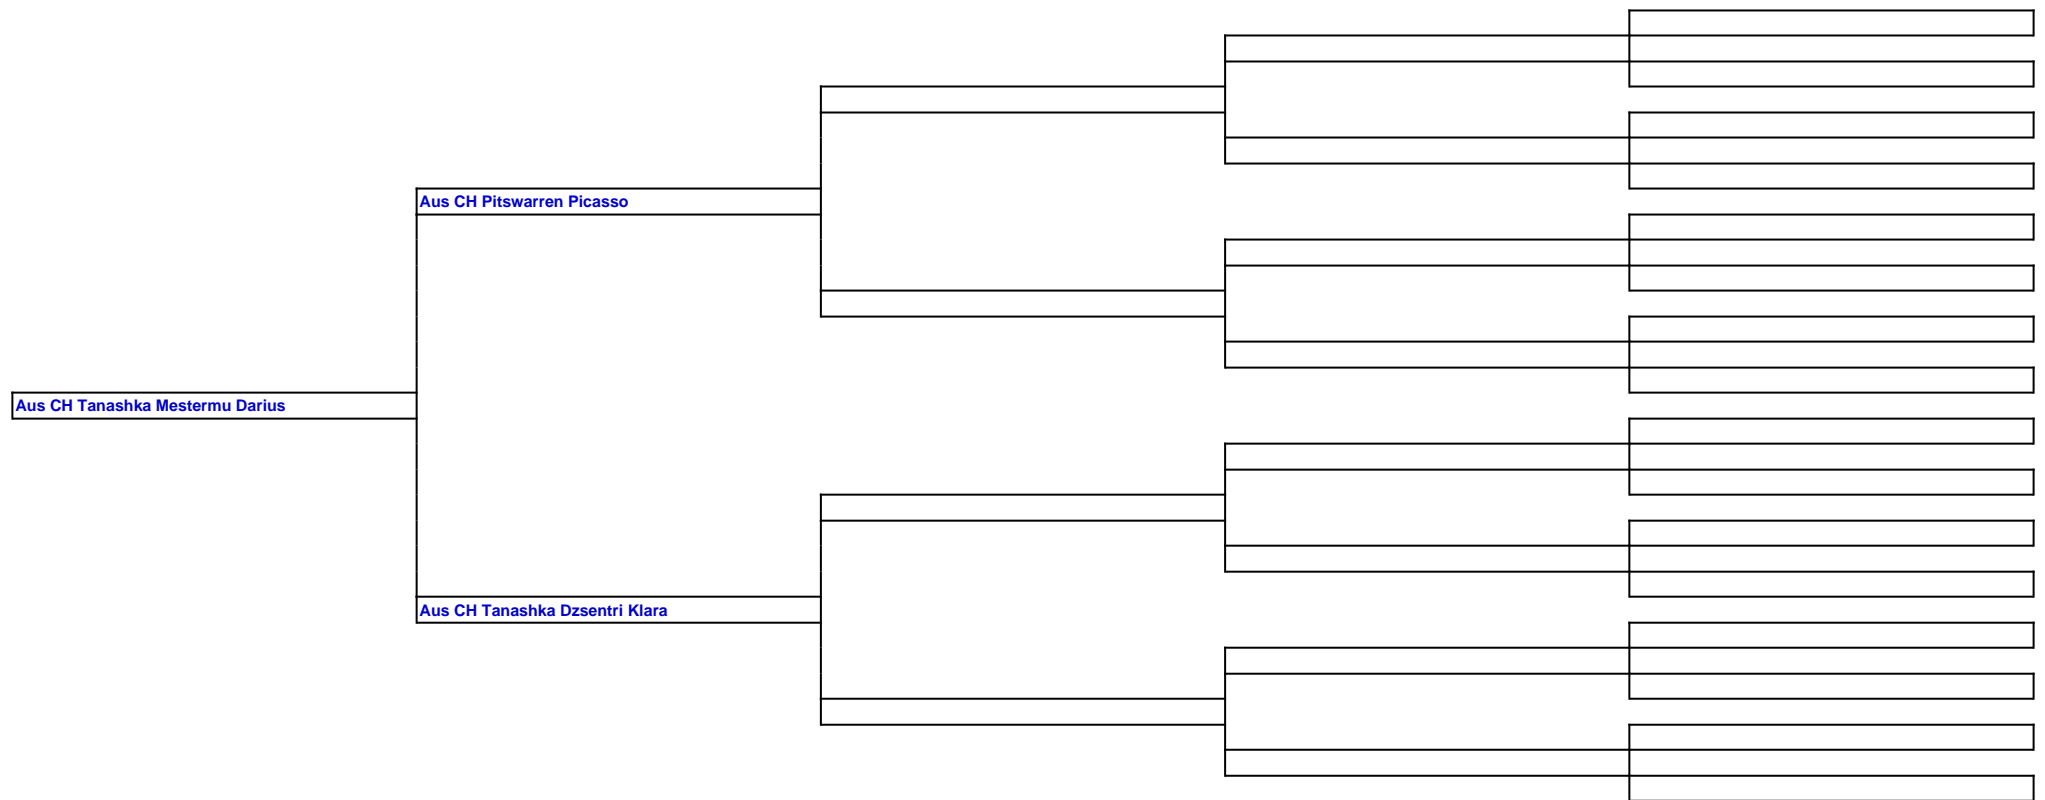 Aus CH Pitswarren Picasso
Aus CH Tanashka Mestermu Darius
Aus CH Tanashka Dzsentri Klara